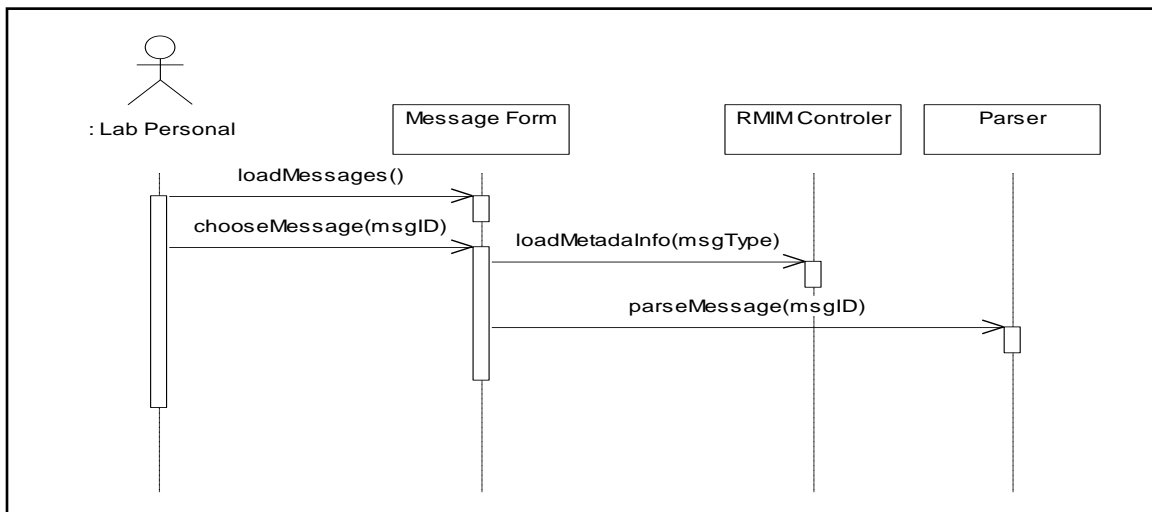 : Lab Personal
Message Form
RMIM Controler
Parser
loadMessages()
chooseMessage(msgID)
loadMetadaInfo(msgType)
parseMessage(msgID)